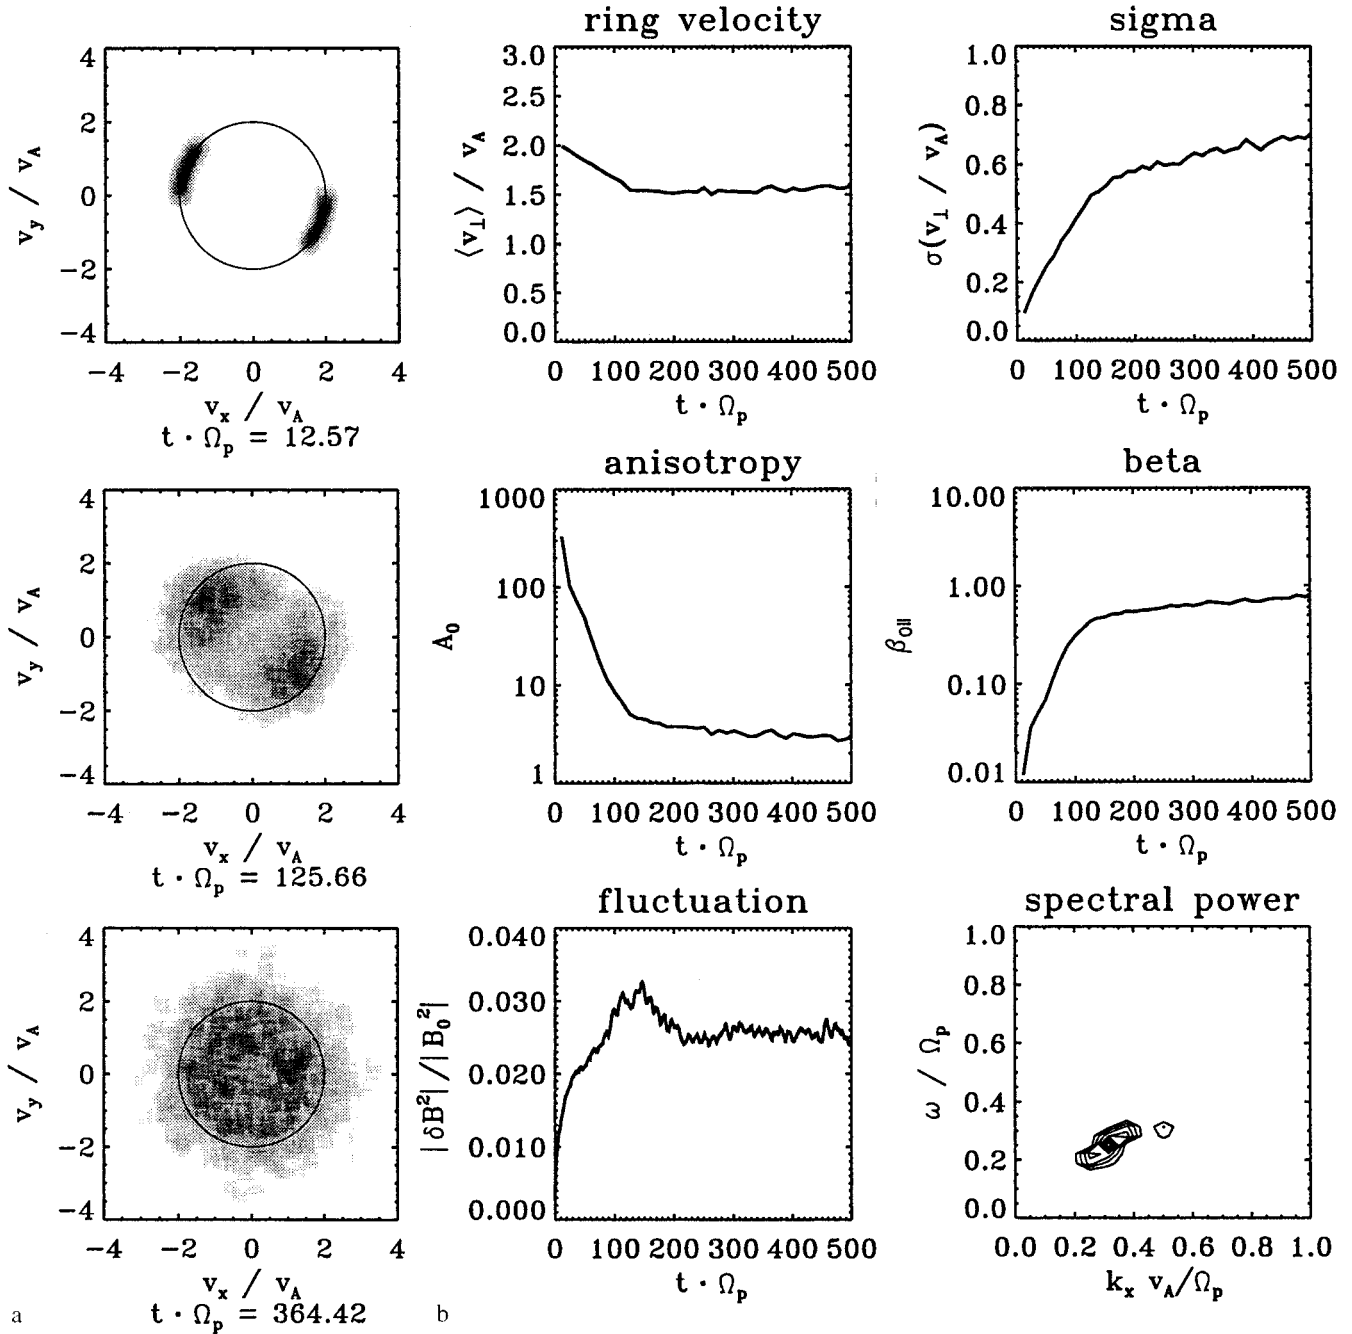 ring velocity
sigma
4
2
0
−2
−4
v_y / v_A
−4 −2 0 2 4
v_x / v_A
t · Ω_p = 12.57
3.0
2.5
2.0
1.5
1.0
0.5
0.0
⟨v_⊥⟩ / v_A
0 100 200 300 400 500
t · Ω_p
1.0
0.8
0.6
0.4
0.2
0.0
σ(v_⊥ / v_A)
0 100 200 300 400 500
t · Ω_p
anisotropy
beta
4
2
0
−2
−4
v_y / v_A
−4 −2 0 2 4
v_x / v_A
t · Ω_p = 125.66
1000
100
10
1
A_0
0 100 200 300 400 500
t · Ω_p
10.00
1.00
0.10
0.01
β_0∥
0 100 200 300 400 500
t · Ω_p
fluctuation
spectral power
4
2
0
−2
−4
v_y / v_A
−4 −2 0 2 4
v_x / v_A
t · Ω_p = 364.42
0.040
0.030
0.020
0.010
0.000
|δB²|/|B_0²|
0 100 200 300 400 500
t · Ω_p
1.0
0.8
0.6
0.4
0.2
0.0
ω / Ω_p
0.0 0.2 0.4 0.6 0.8 1.0
k_x v_A/Ω_p
a
b